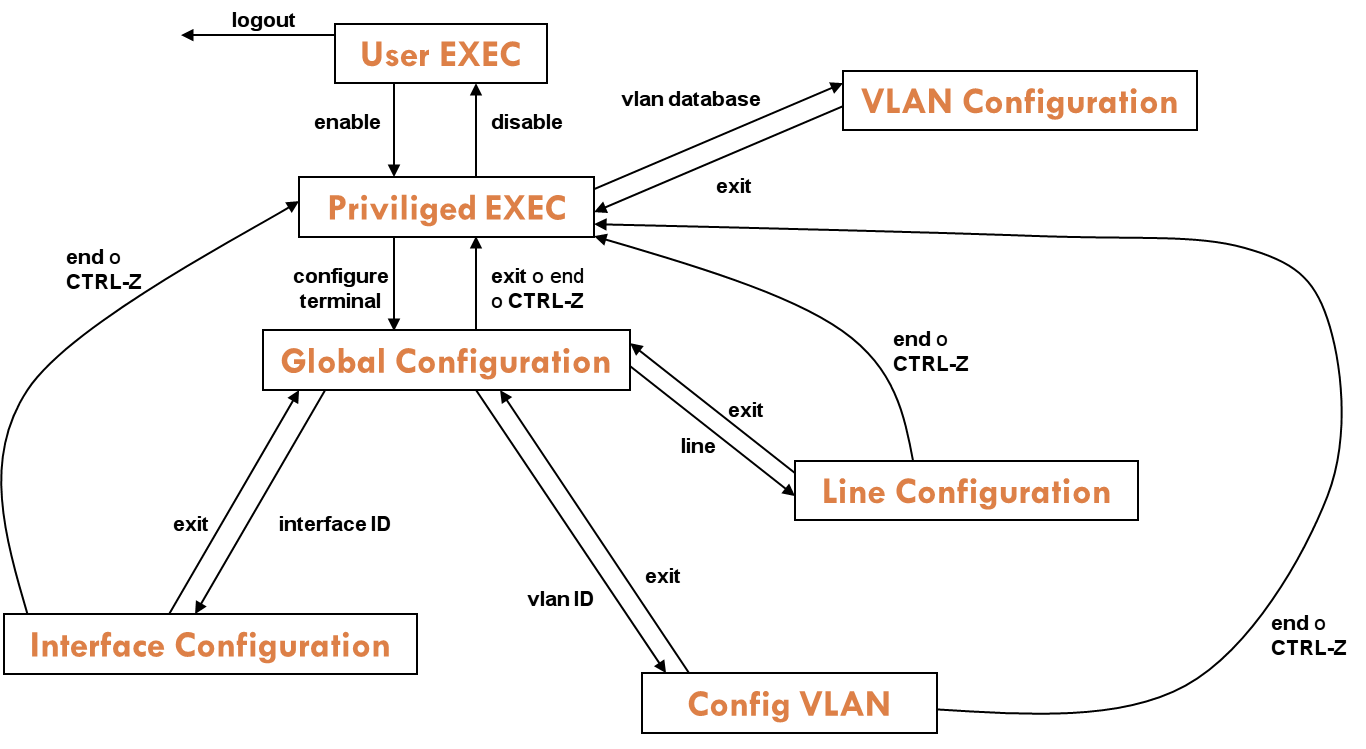 logout
User EXEC
enable
disable
vlan database
VLAN Configuration
exit
Priviliged EXEC
end o
CTRL-Z
configure
terminal
exit o end
o CTRL-Z
Global Configuration
end o
CTRL-Z
exit
line
Line Configuration
exit
interface ID
exit
vlan ID
end o
CTRL-Z
Interface Configuration
Config VLAN